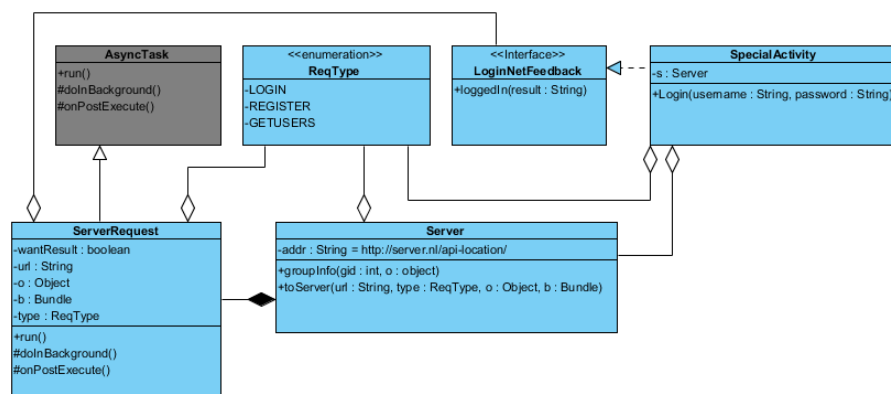 AsyncTask
+run()
#doInBackground()
#onPostExecute()
<<enumeration>>
ReqType
-LOGIN
-REGISTER
-GETUSERS
<<Interface>>
LoginNetFeedback
+loggedIn(result : String)
SpecialActivity
-s : Server
+Login(username : String, password : String)
ServerRequest
-wantResult : boolean
-url : String
-o : Object
-b : Bundle
-type : ReqType
+run()
#doInBackground()
#onPostExecute()
Server
-addr : String = http://server.nl/api-location/
+groupInfo(gid : int, o : object)
+toServer(url : String, type : ReqType, o : Object, b : Bundle)